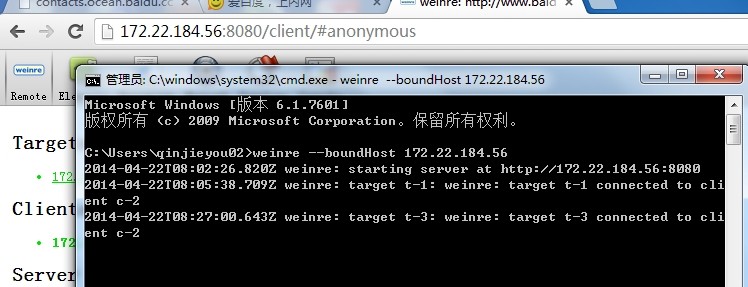 contacts.ocean.baidu.cc
爱百度，上内网
weinre: http://www.baid
172.22.184.56:8080/client/#anonymous
weinre
Remote
Ele
管理员: C:\windows\system32\cmd.exe - weinre --boundHost 172.22.184.56
Microsoft Windows [版本 6.1.7601]
版权所有 (c) 2009 Microsoft Corporation。保留所有权利。
C:\Users\qinjieyou02>weinre --boundHost 172.22.184.56
2014-04-22T08:02:26.820Z weinre: starting server at http://172.22.184.56:8080
2014-04-22T08:05:38.709Z weinre: target t-1: weinre: target t-1 connected to cli
ent c-2
2014-04-22T08:27:00.643Z weinre: target t-3: weinre: target t-3 connected to cli
ent c-2
Target
172
Client
172
Server